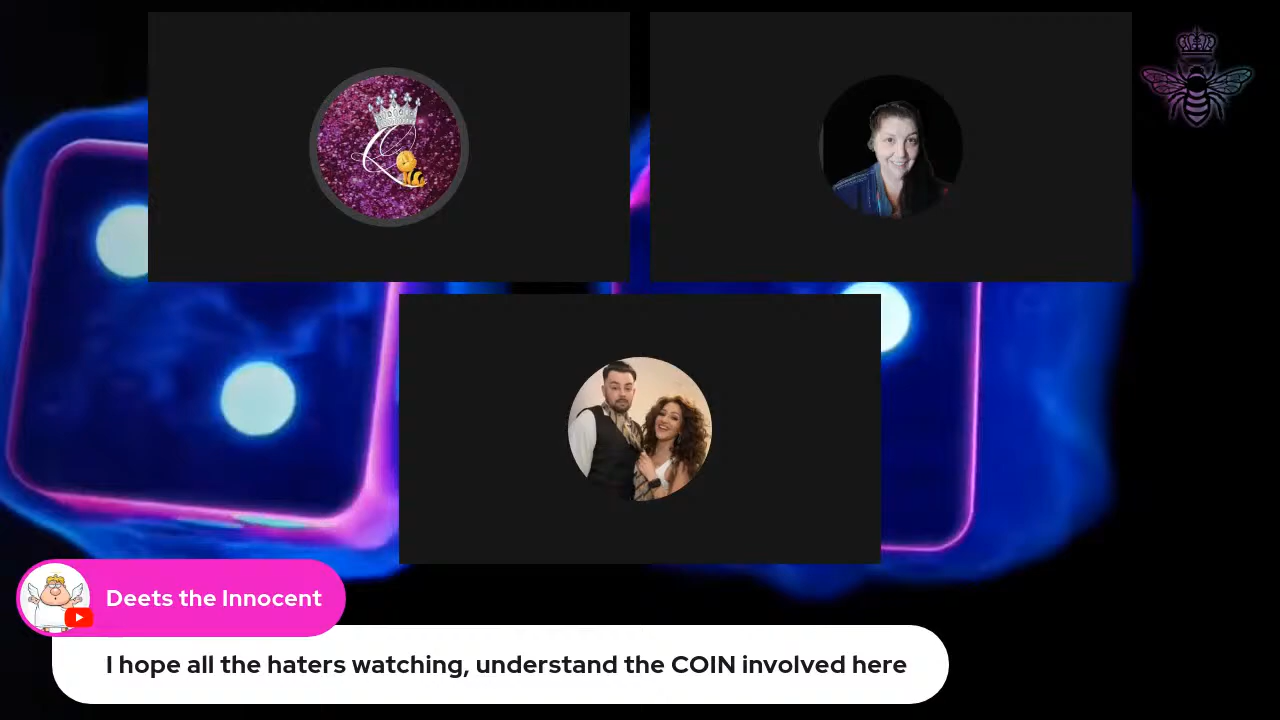 Deets the Innocent
I hope all the haters watching, understand the COIN involved here